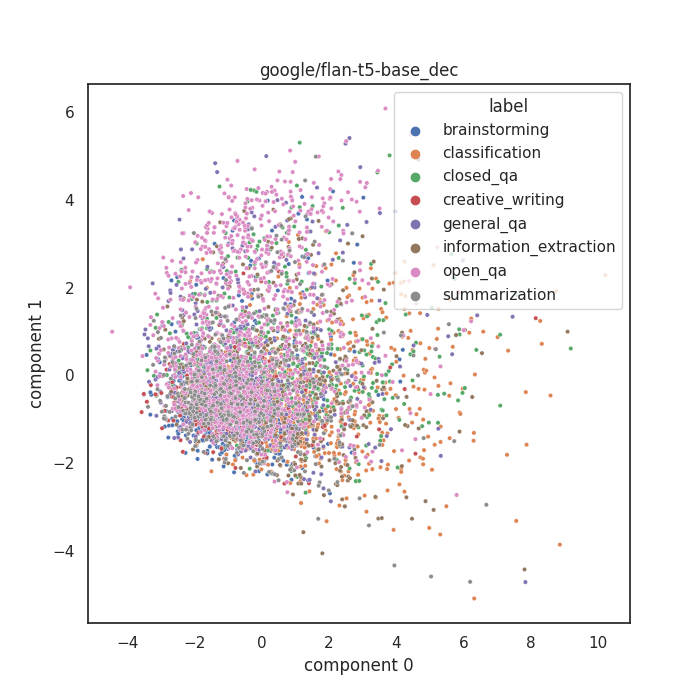 google/flan-t5-base_dec
label
brainstorming
classification
closed_qa
creative_writing
general_qa
information_extraction
open_qa
summarization
6
4
2
0
−2
−4
component 1
−4 −2 0 2 4 6 8 10
component 0